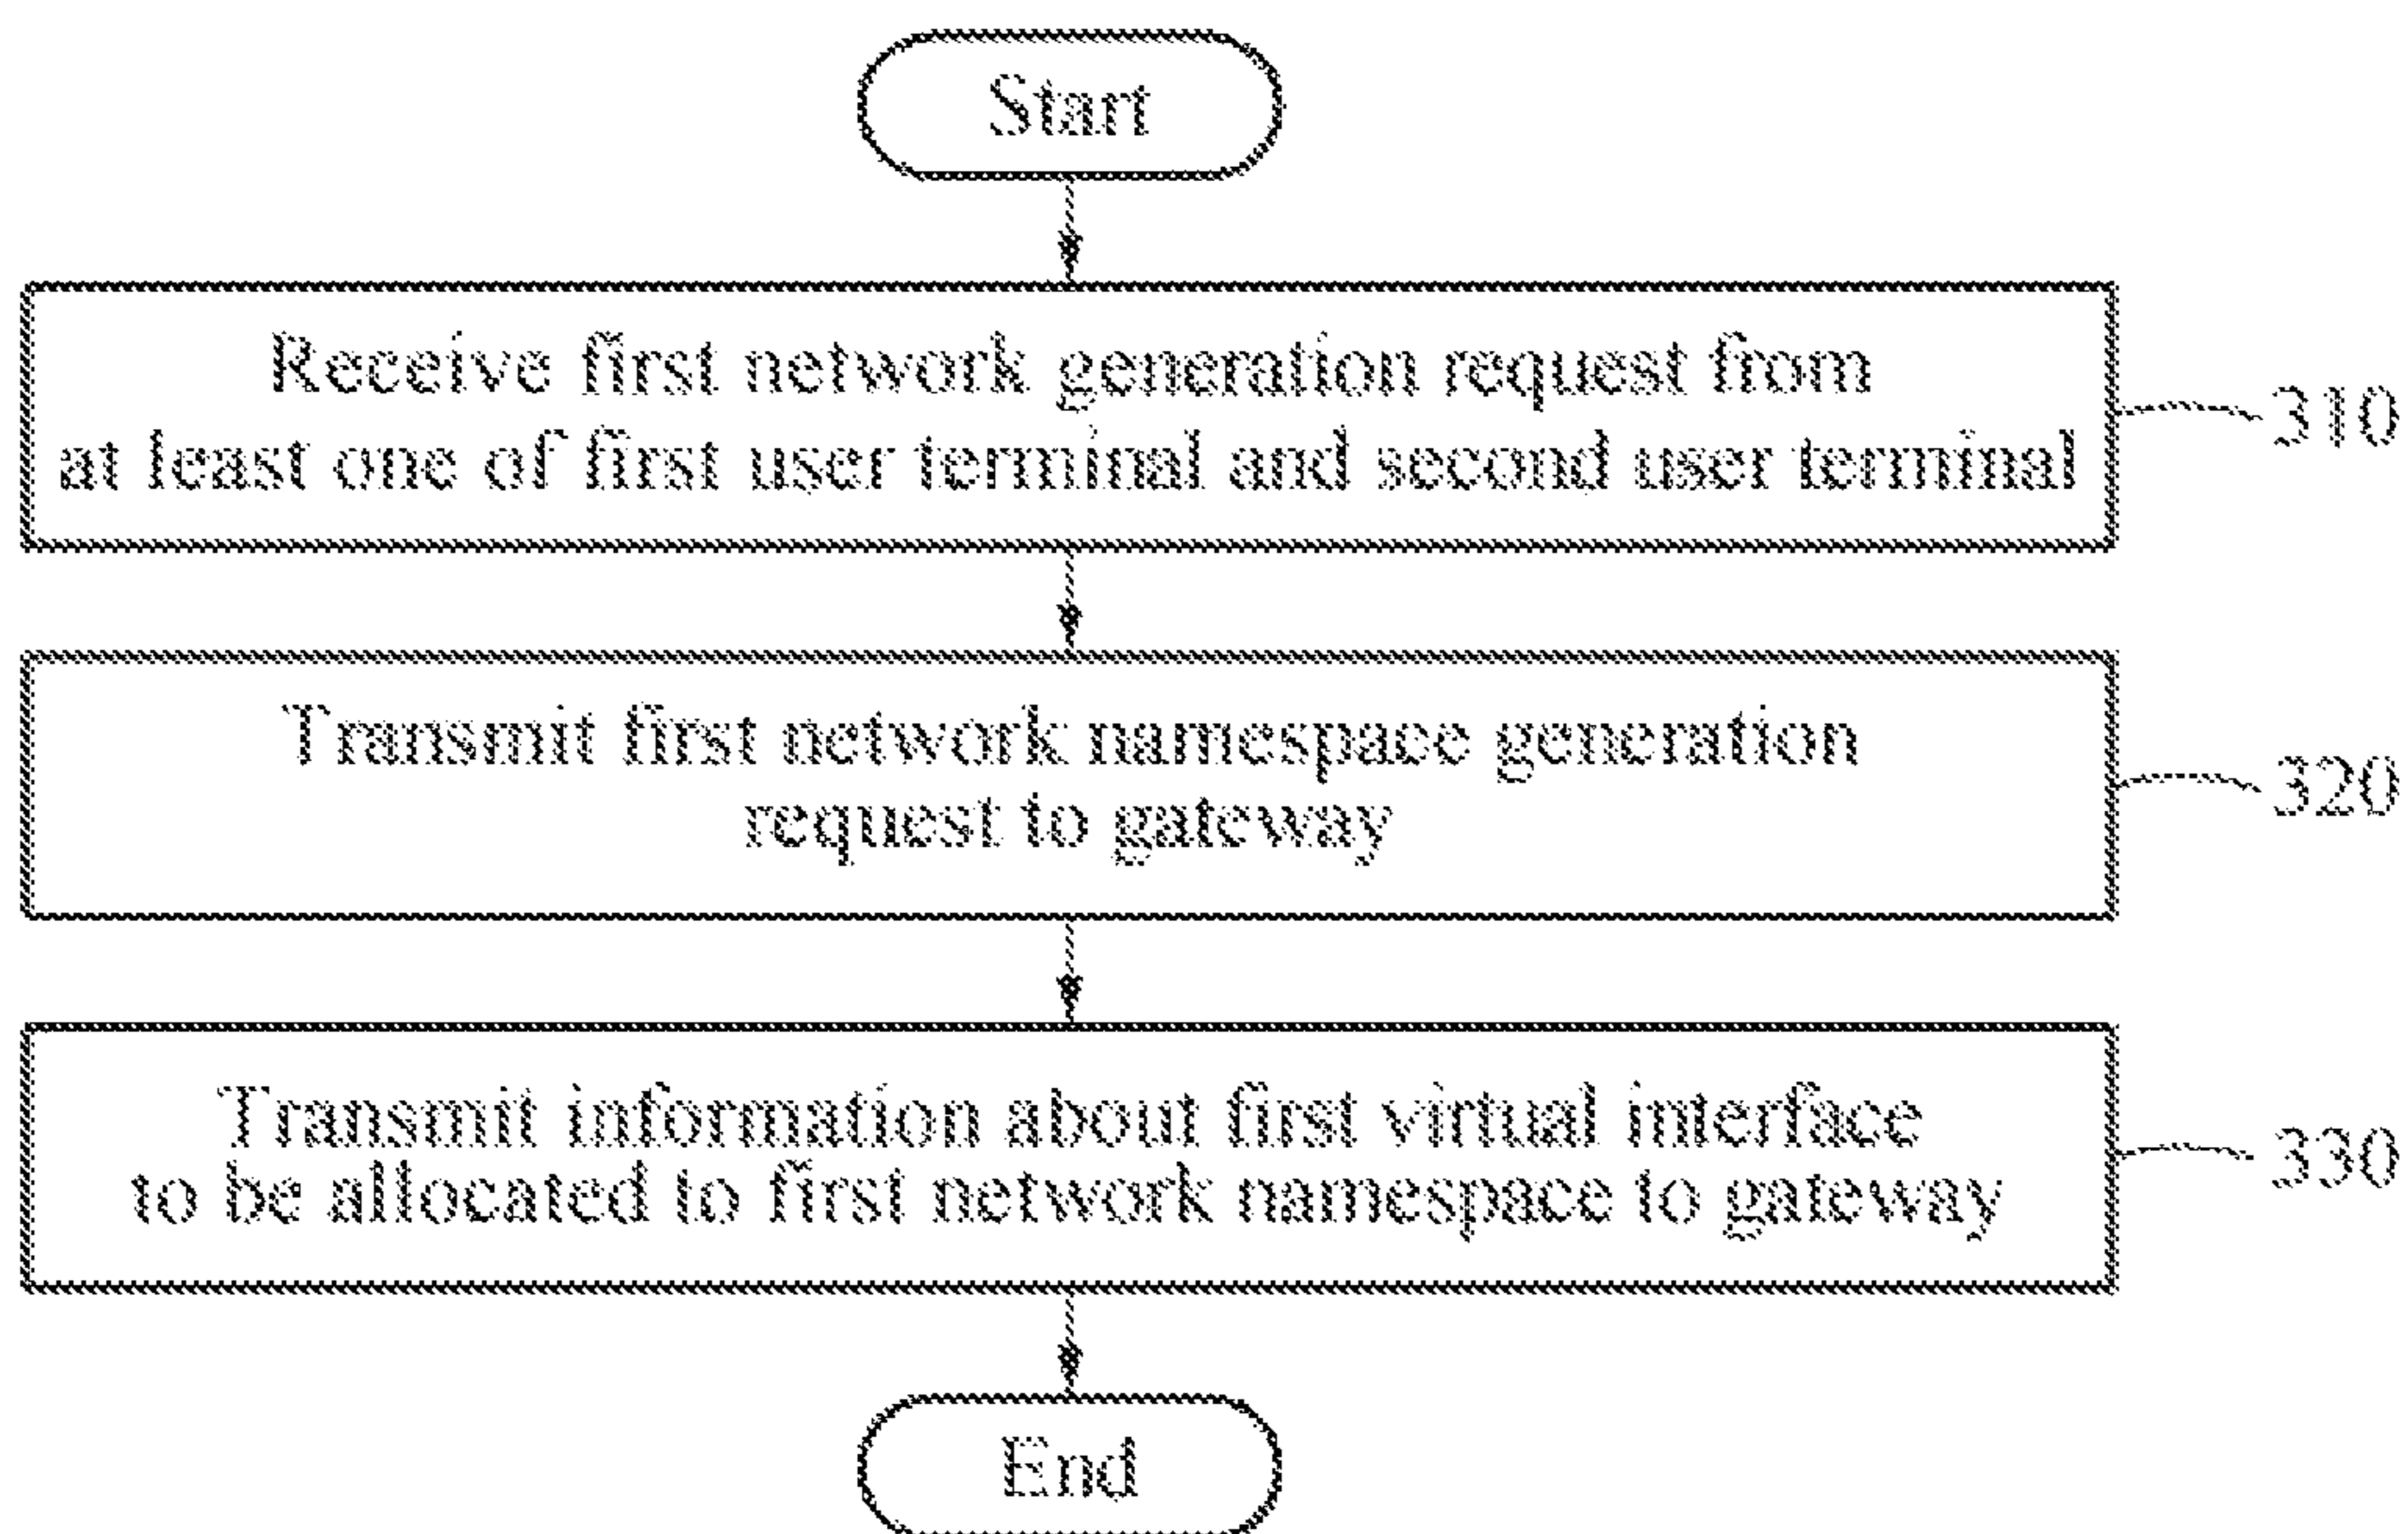 Start
Receive first network generation request from
at least one of first user terminal and second user terminal
310
Transmit first network namespace generation
request to gateway
320
Transmit information about first virtual interface
to be allocated to first network namespace to gateway
330
End